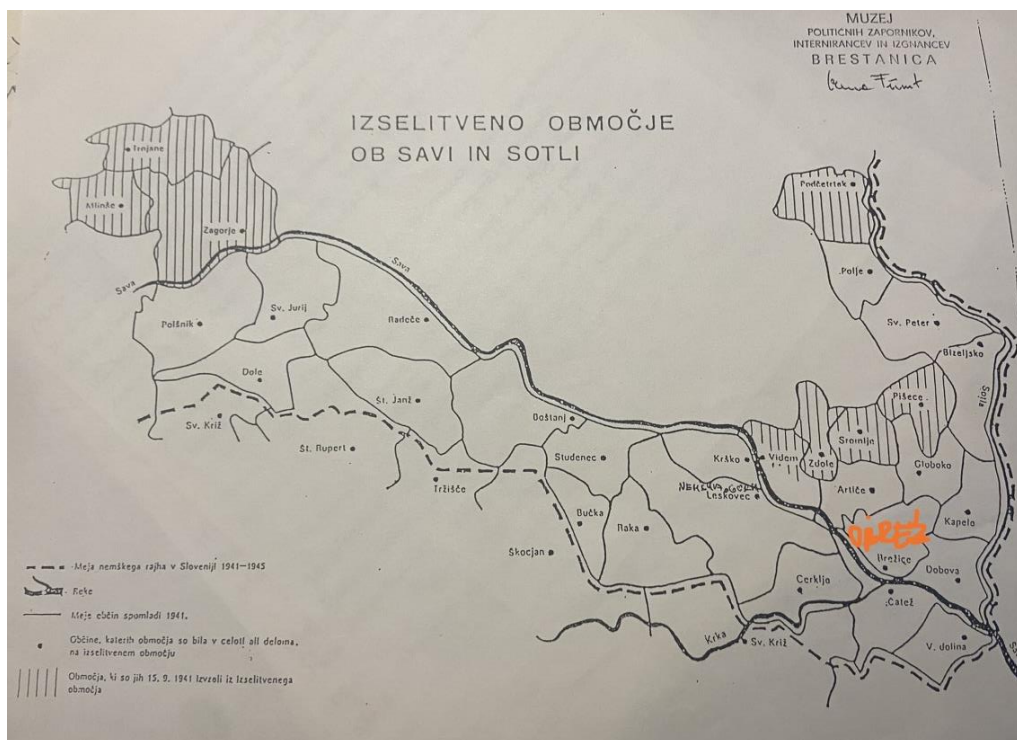 MUZEJ
POLITIČNIH ZAPORNIKOV,
INTERNIRANCEV IN IZGNANCEV
BRESTANICA
IZSELITVENO OBMOČJE
OB SAVI IN SOTLI
Trojane
Mlinše
Zagorje
Sava
Sava
Polšnik
Sv. Jurij
Radeče
Dole
Sv. Križ
Št. Rupert
Št. Janž
Tržišče
Boštanj
Studenec
Bučka
Raka
Škocjan
Krško
Leskovec
Videm
Zdole
Sromlje
Pišece
Globoko
Artiče
Kapele
Brežice
Dobova
Cerklje
Čatež
Krka
Sv. Križ
V. Dolina
Podčetrtek
Polje
Sv. Peter
Bizeljsko
Sotla
Meja nemškega rajha v Sloveniji 1941–1945
Reke
Meje občin spomladi 1941.
Občine, katerih območja so bila v celoti ali deloma,
na izselitvenem območju
Območja, ki so jih 15. 9. 1941 izvzeli iz izselitvenega
območja